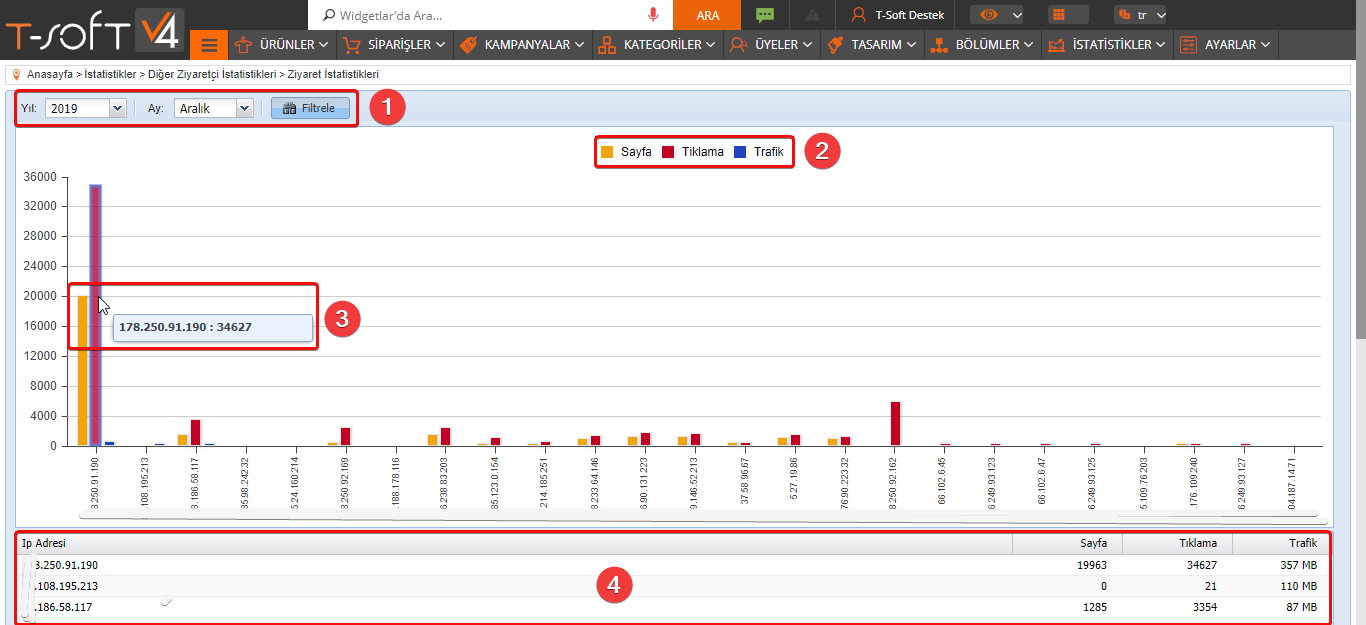 T-SOFT V4
Widgetlar'da Ara...
ARA
T-Soft Destek
tr
ÜRÜNLER
SİPARİŞLER
KAMPANYALAR
KATEGORİLER
ÜYELER
TASARIM
BÖLÜMLER
İSTATİSTİKLER
AYARLAR
Anasayfa > İstatistikler > Diğer Ziyaretçi İstatistikleri > Ziyaret İstatistikleri
Yıl: 2019 Ay: Aralık Filtrele
1
Sayfa Tıklama Trafik
2
36000
32000
28000
24000
20000
16000
12000
8000
4000
0
178.250.91.190 : 34627
3
8.250.91.190
.108.195.213
.186.58.117
85.98.242.32
5.24.160.214
8.250.92.169
.188.178.116
6.238.83.203
85.123.0.154
2.214.185.251
8.233.64.146
6.90.131.223
9.146.52.213
37.58.96.67
5.27.19.86
76.90.223.32
8.250.92.162
66.102.6.45
6.249.93.123
66.102.6.47
6.249.93.125
5.109.76.203
.176.109.240
6.249.93.127
04.187.14.71
Ip Adresi Sayfa Tıklama Trafik
8.250.91.190 19963 34627 357 MB
.108.195.213 0 21 110 MB
.186.58.117 1285 3354 87 MB
4